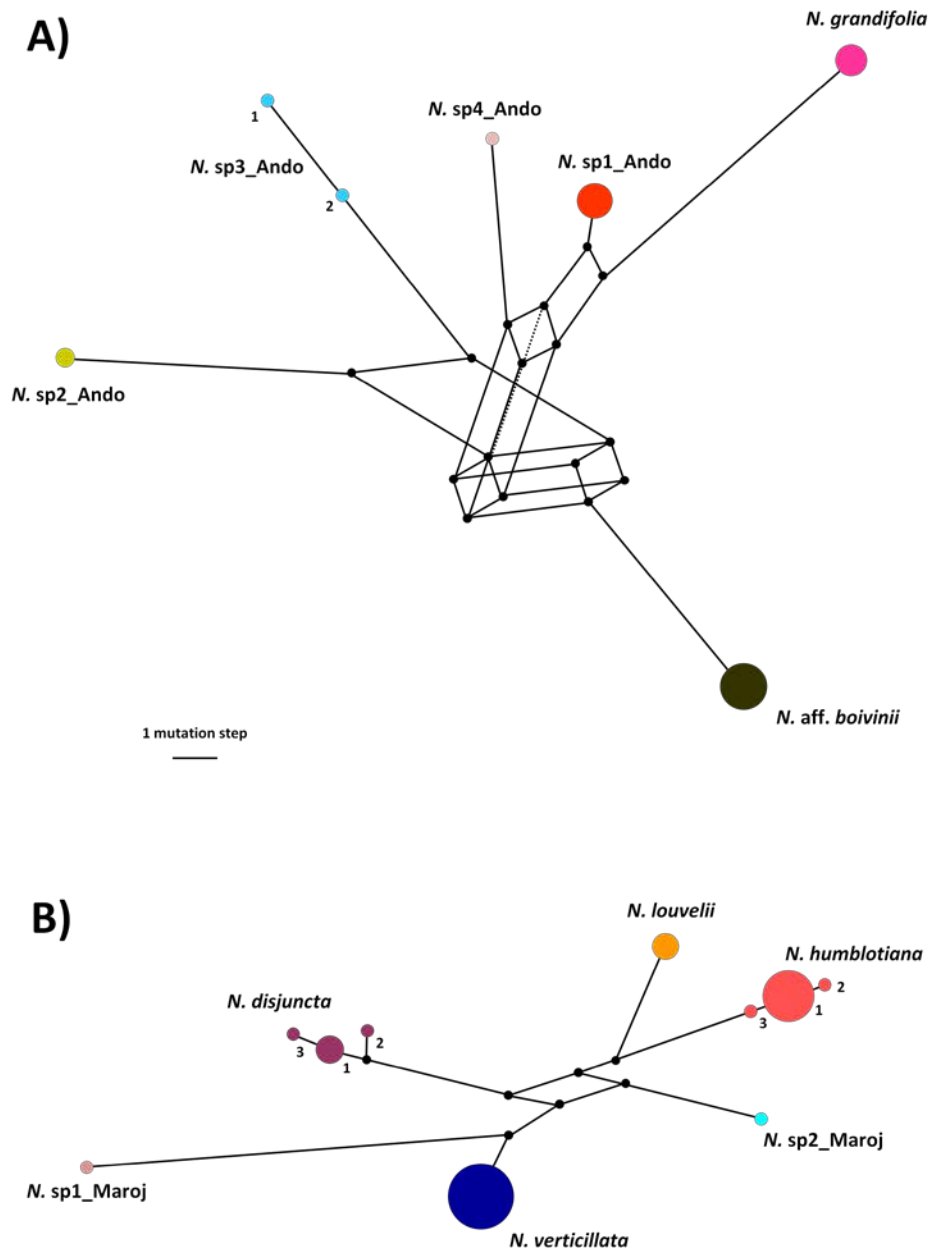 A)
N. grandifolia
N. sp4_Ando
1
N. sp1_Ando
N. sp3_Ando
2
N. sp2_Ando
N. aff. boivinii
1 mutation step
B)
N. louvelii
N. humblotiana
2
1
3
N. disjuncta
3
1
2
N. sp2_Maroj
N. sp1_Maroj
N. verticillata